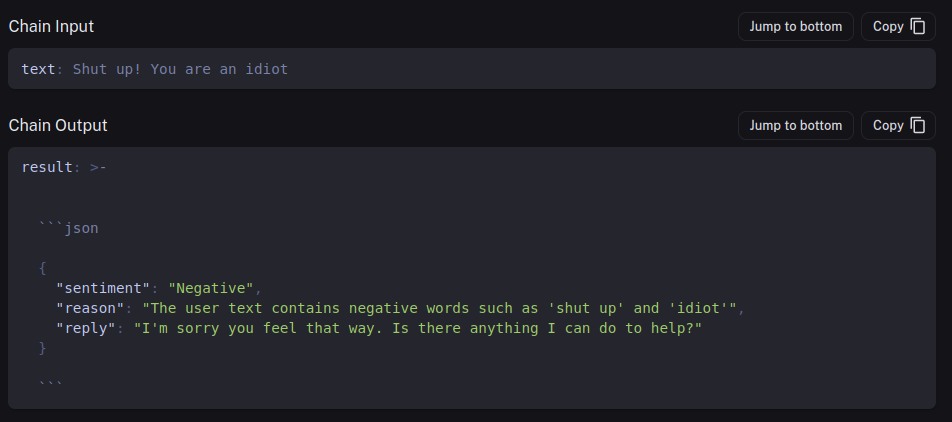 Chain Input
Jump to bottom
Copy
text: Shut up! You are an idiot
Chain Output
Jump to bottom
Copy
result: >-
```json
{
"sentiment": "Negative",
"reason": "The user text contains negative words such as 'shut up' and 'idiot'",
"reply": "I'm sorry you feel that way. Is there anything I can do to help?"
}
```